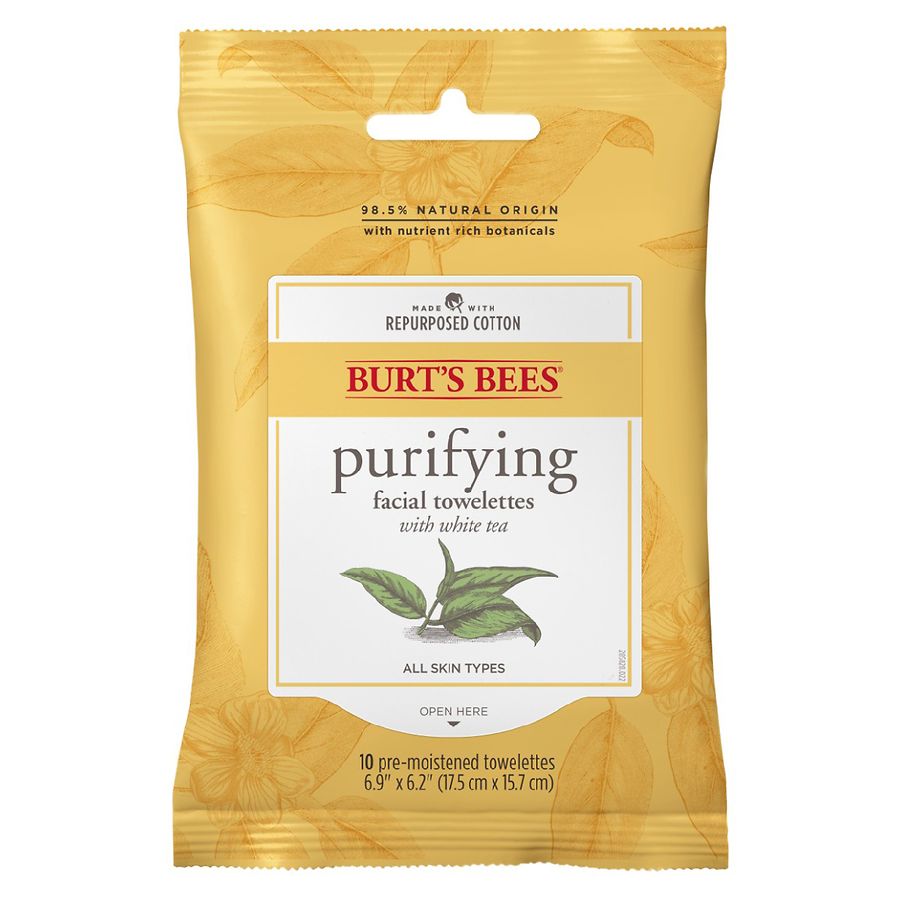 98.5% NATURAL ORIGIN
with nutrient rich botanicals
MADE WITH
REPURPOSED COTTON
BURT'S BEES®
purifying
facial towelettes
with white tea
ALL SKIN TYPES
OPEN HERE
10 pre-moistened towelettes
6.9" x 6.2" (17.5 cm x 15.7 cm)